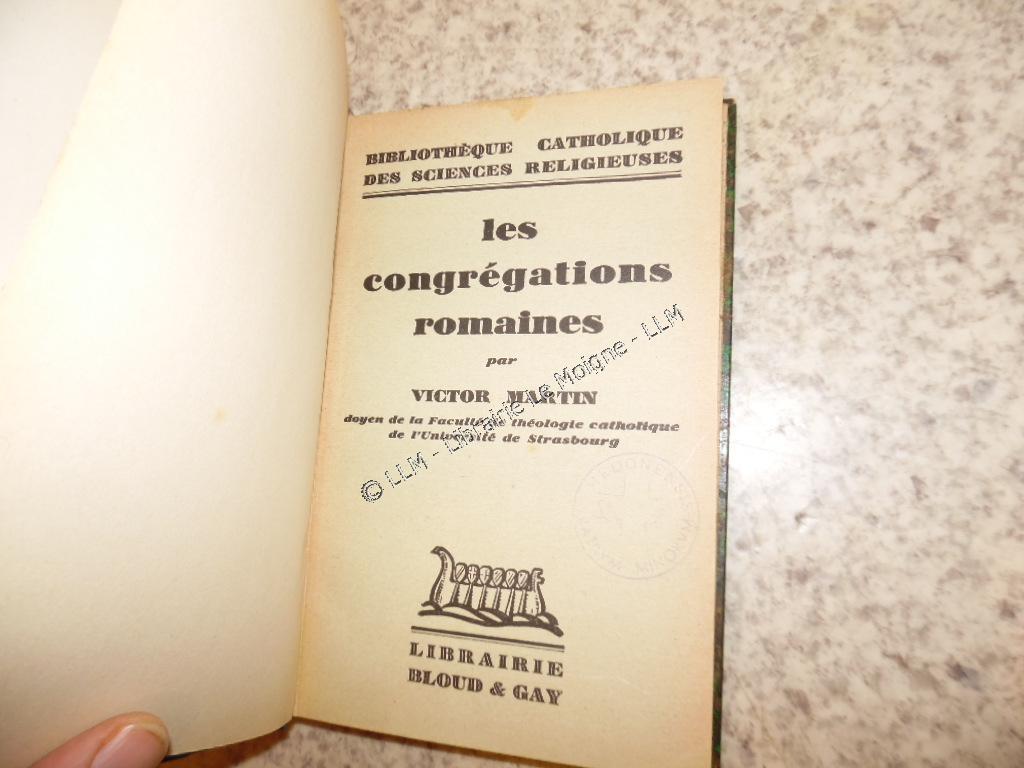 BIBLIOTHÈQUE CATHOLIQUE
DES SCIENCES RELIGIEUSES
les
congrégations
romaines
par
VICTOR MARTIN
doyen de la Faculté de théologie catholique
de l'Université de Strasbourg
© LLM - Librairie Le Moigne - LLM
MINORVM
LIBRAIRIE
BLOUD & GAY